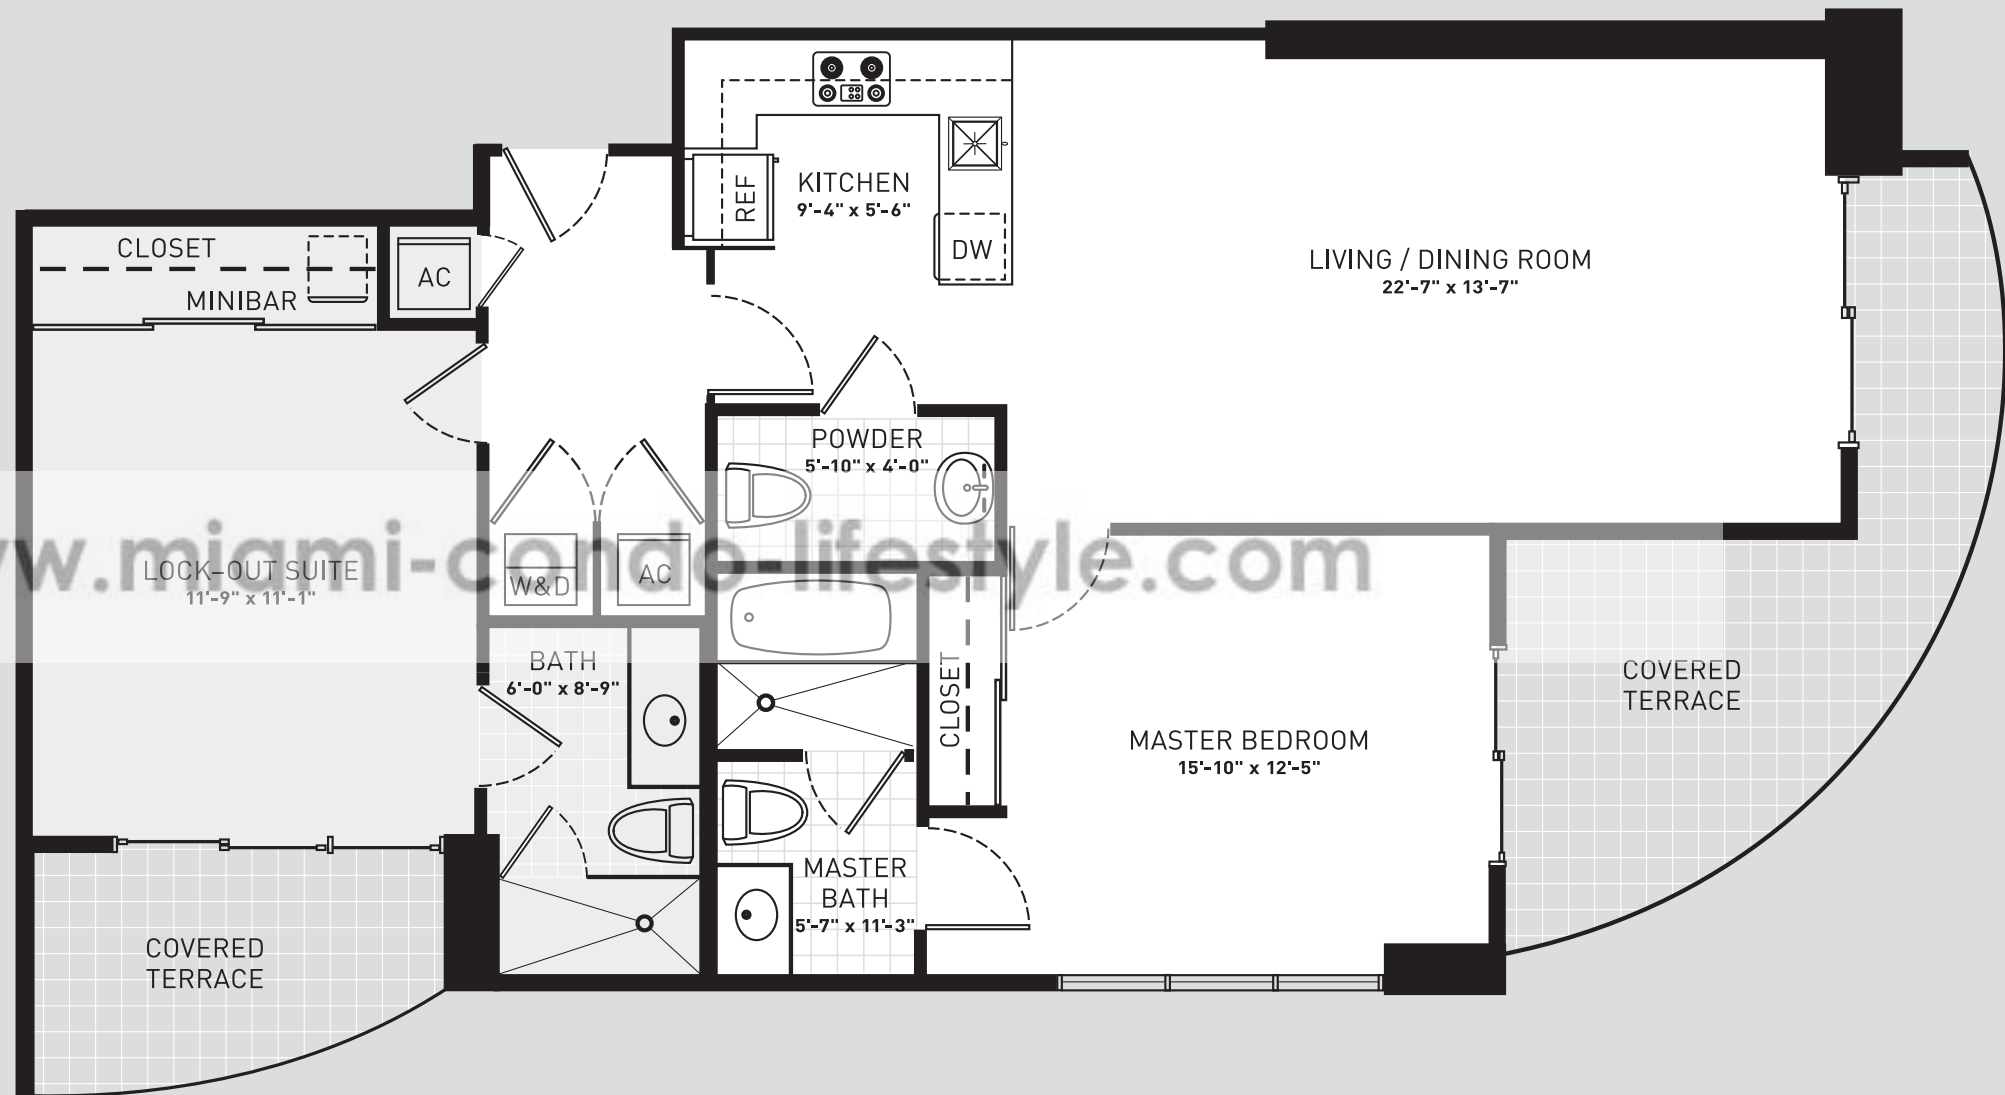 KITCHEN
9'-4" x 5'-6"
REF
DW
LIVING / DINING ROOM
22'-7" x 13'-7"
CLOSET
MINIBAR
AC
POWDER
5'-10" x 4'-0"
w.miami-condo-lifestyle.com
LOCK-OUT SUITE
11'-9" x 11'-1"
W&D
AC
BATH
6'-0" x 8'-9"
CLOSET
COVERED
TERRACE
MASTER BEDROOM
15'-10" x 12'-5"
MASTER
BATH
5'-7" x 11'-3"
COVERED
TERRACE